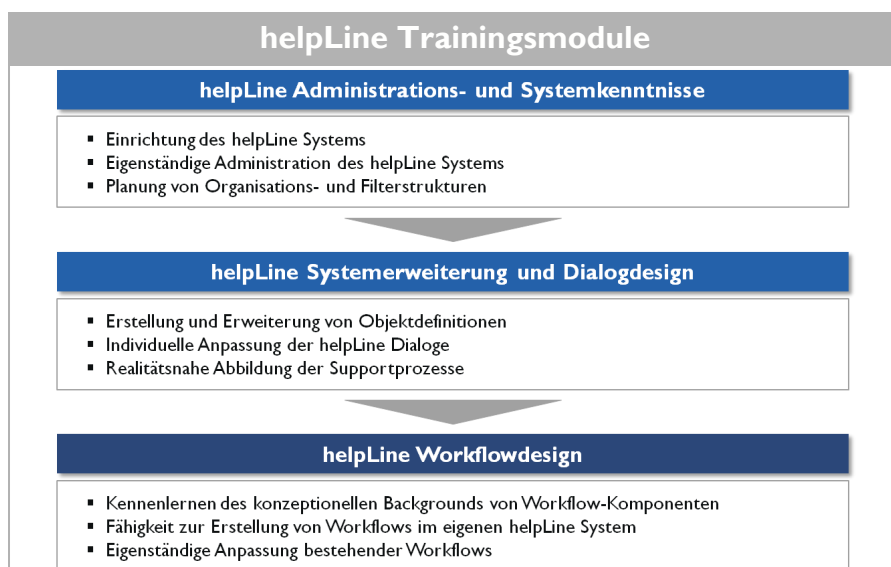 helpLine Trainingsmodule
helpLine Administrations- und Systemkenntnisse
▪ Einrichtung des helpLine Systems
▪ Eigenständige Administration des helpLine Systems
▪ Planung von Organisations- und Filterstrukturen
helpLine Systemerweiterung und Dialogdesign
▪ Erstellung und Erweiterung von Objektdefinitionen
▪ Individuelle Anpassung der helpLine Dialoge
▪ Realitätsnahe Abbildung der Supportprozesse
helpLine Workflowdesign
▪ Kennenlernen des konzeptionellen Backgrounds von Workflow-Komponenten
▪ Fähigkeit zur Erstellung von Workflows im eigenen helpLine System
▪ Eigenständige Anpassung bestehender Workflows